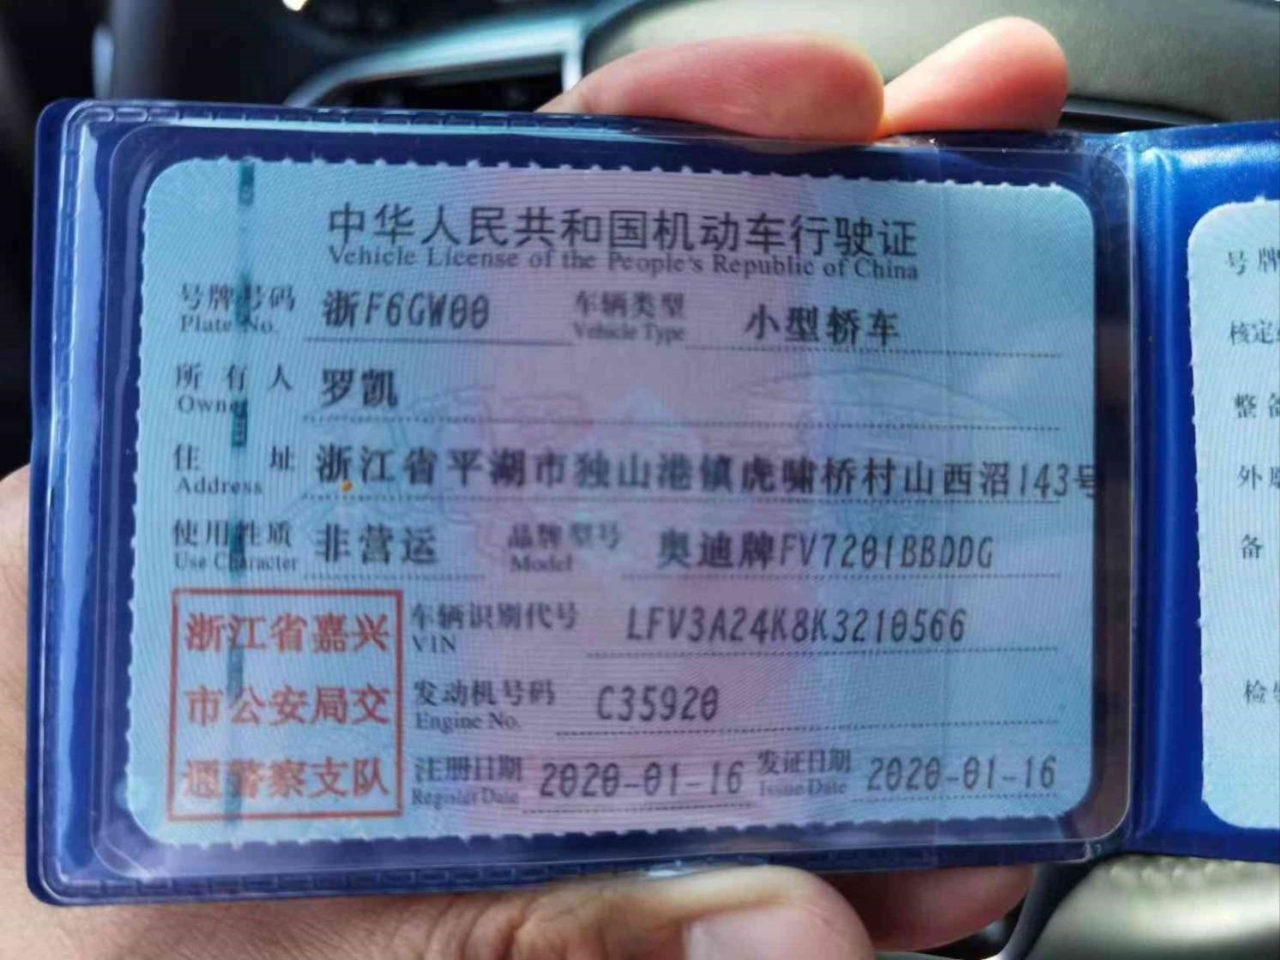 中华人民共和国机动车行驶证
Vehicle License of the People's Republic of China
号牌号码 浙F6GW00 车辆类型 小型轿车
Plate No. Vehicle Type
所有人 罗凯
Owner
住址 浙江省平湖市独山港镇虎啸桥村山西沼143号
Address
使用性质 非营运 品牌型号 奥迪牌FV7201BBDDG
Use Character Model
浙江省嘉兴
市公安局交
通警察支队
车辆识别代号 LFV3A24K8K3210566
VIN
发动机号码 C35920
Engine No.
注册日期 2020-01-16 发证日期 2020-01-16
Register Date Issue Date
号牌
核定
整备
外
备
检